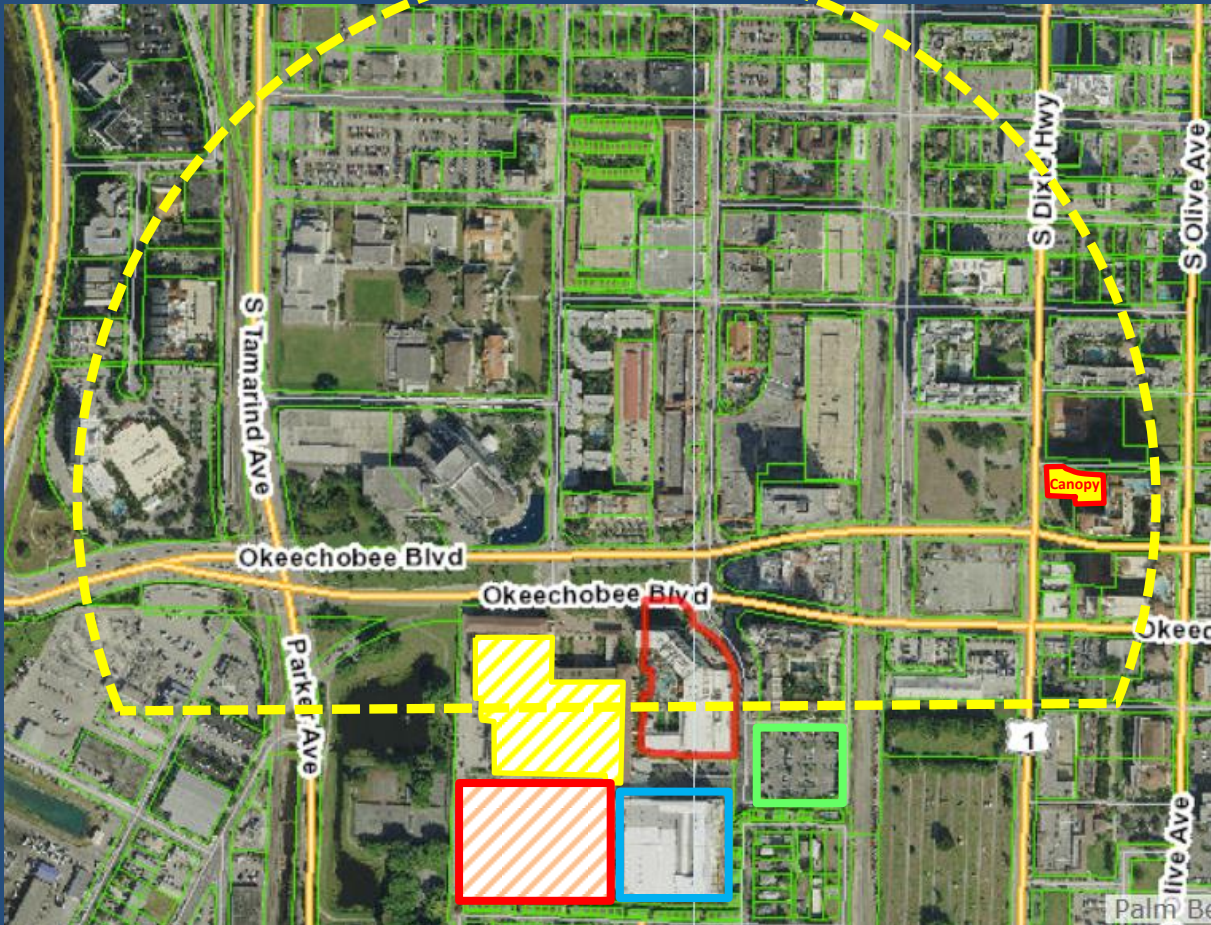 S Dixie Hwy
S Olive Ave
S Tamarind Ave
Canopy
Okeechobee Blvd
Okeechobee Blvd
Okeec
Parker Ave
1
Olive Ave
Palm Be